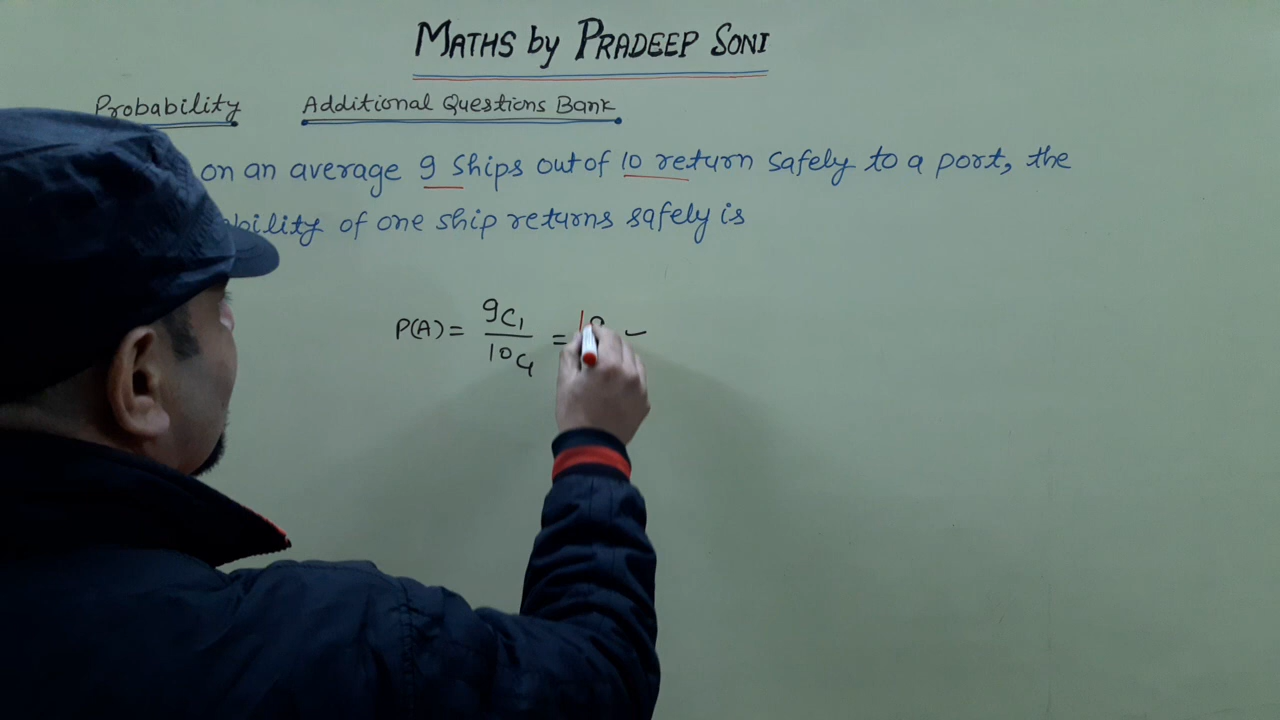 MATHS by PRADEEP SONI
Probability Additional Questions Bank
on an average 9 ships out of 10 return safely to a port, the
bility of one ship returns safely is
P(A) = 9C1 / 10C1 =